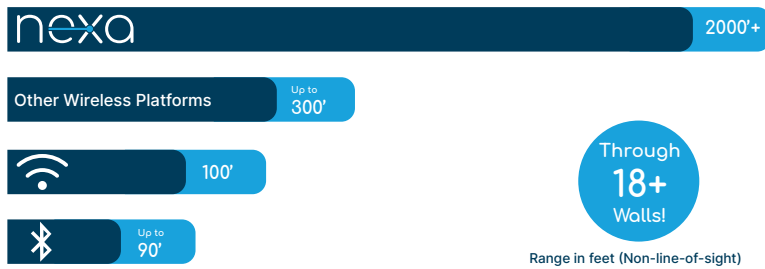 nexa
2000'+
Other Wireless Platforms
Up to
300'
100'
Up to
90'
Through
18+
Walls!
Range in feet (Non-line-of-sight)